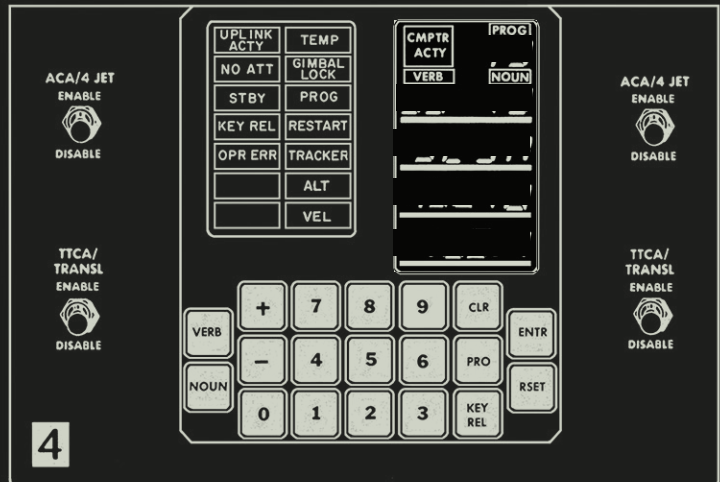 UPLINK ACTY
TEMP
NO ATT
GIMBAL LOCK
STBY
PROG
KEY REL
RESTART
OPR ERR
TRACKER
ALT
VEL
CMPTR ACTY
PROG
VERB
NOUN
ACA/4 JET
ENABLE
DISABLE
TTCA/
TRANSL
ENABLE
DISABLE
ACA/4 JET
ENABLE
DISABLE
TTCA/
TRANSL
ENABLE
DISABLE
VERB
NOUN
+ 7 8 9 CLR
- 4 5 6 PRO
0 1 2 3 KEY REL
ENTR
RSET
4